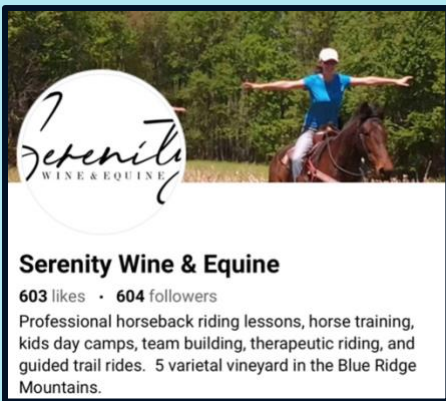 Serenity
WINE & EQUINE
Serenity Wine & Equine
603 likes · 604 followers
Professional horseback riding lessons, horse training,
kids day camps, team building, therapeutic riding, and
guided trail rides.  5 varietal vineyard in the Blue Ridge
Mountains.